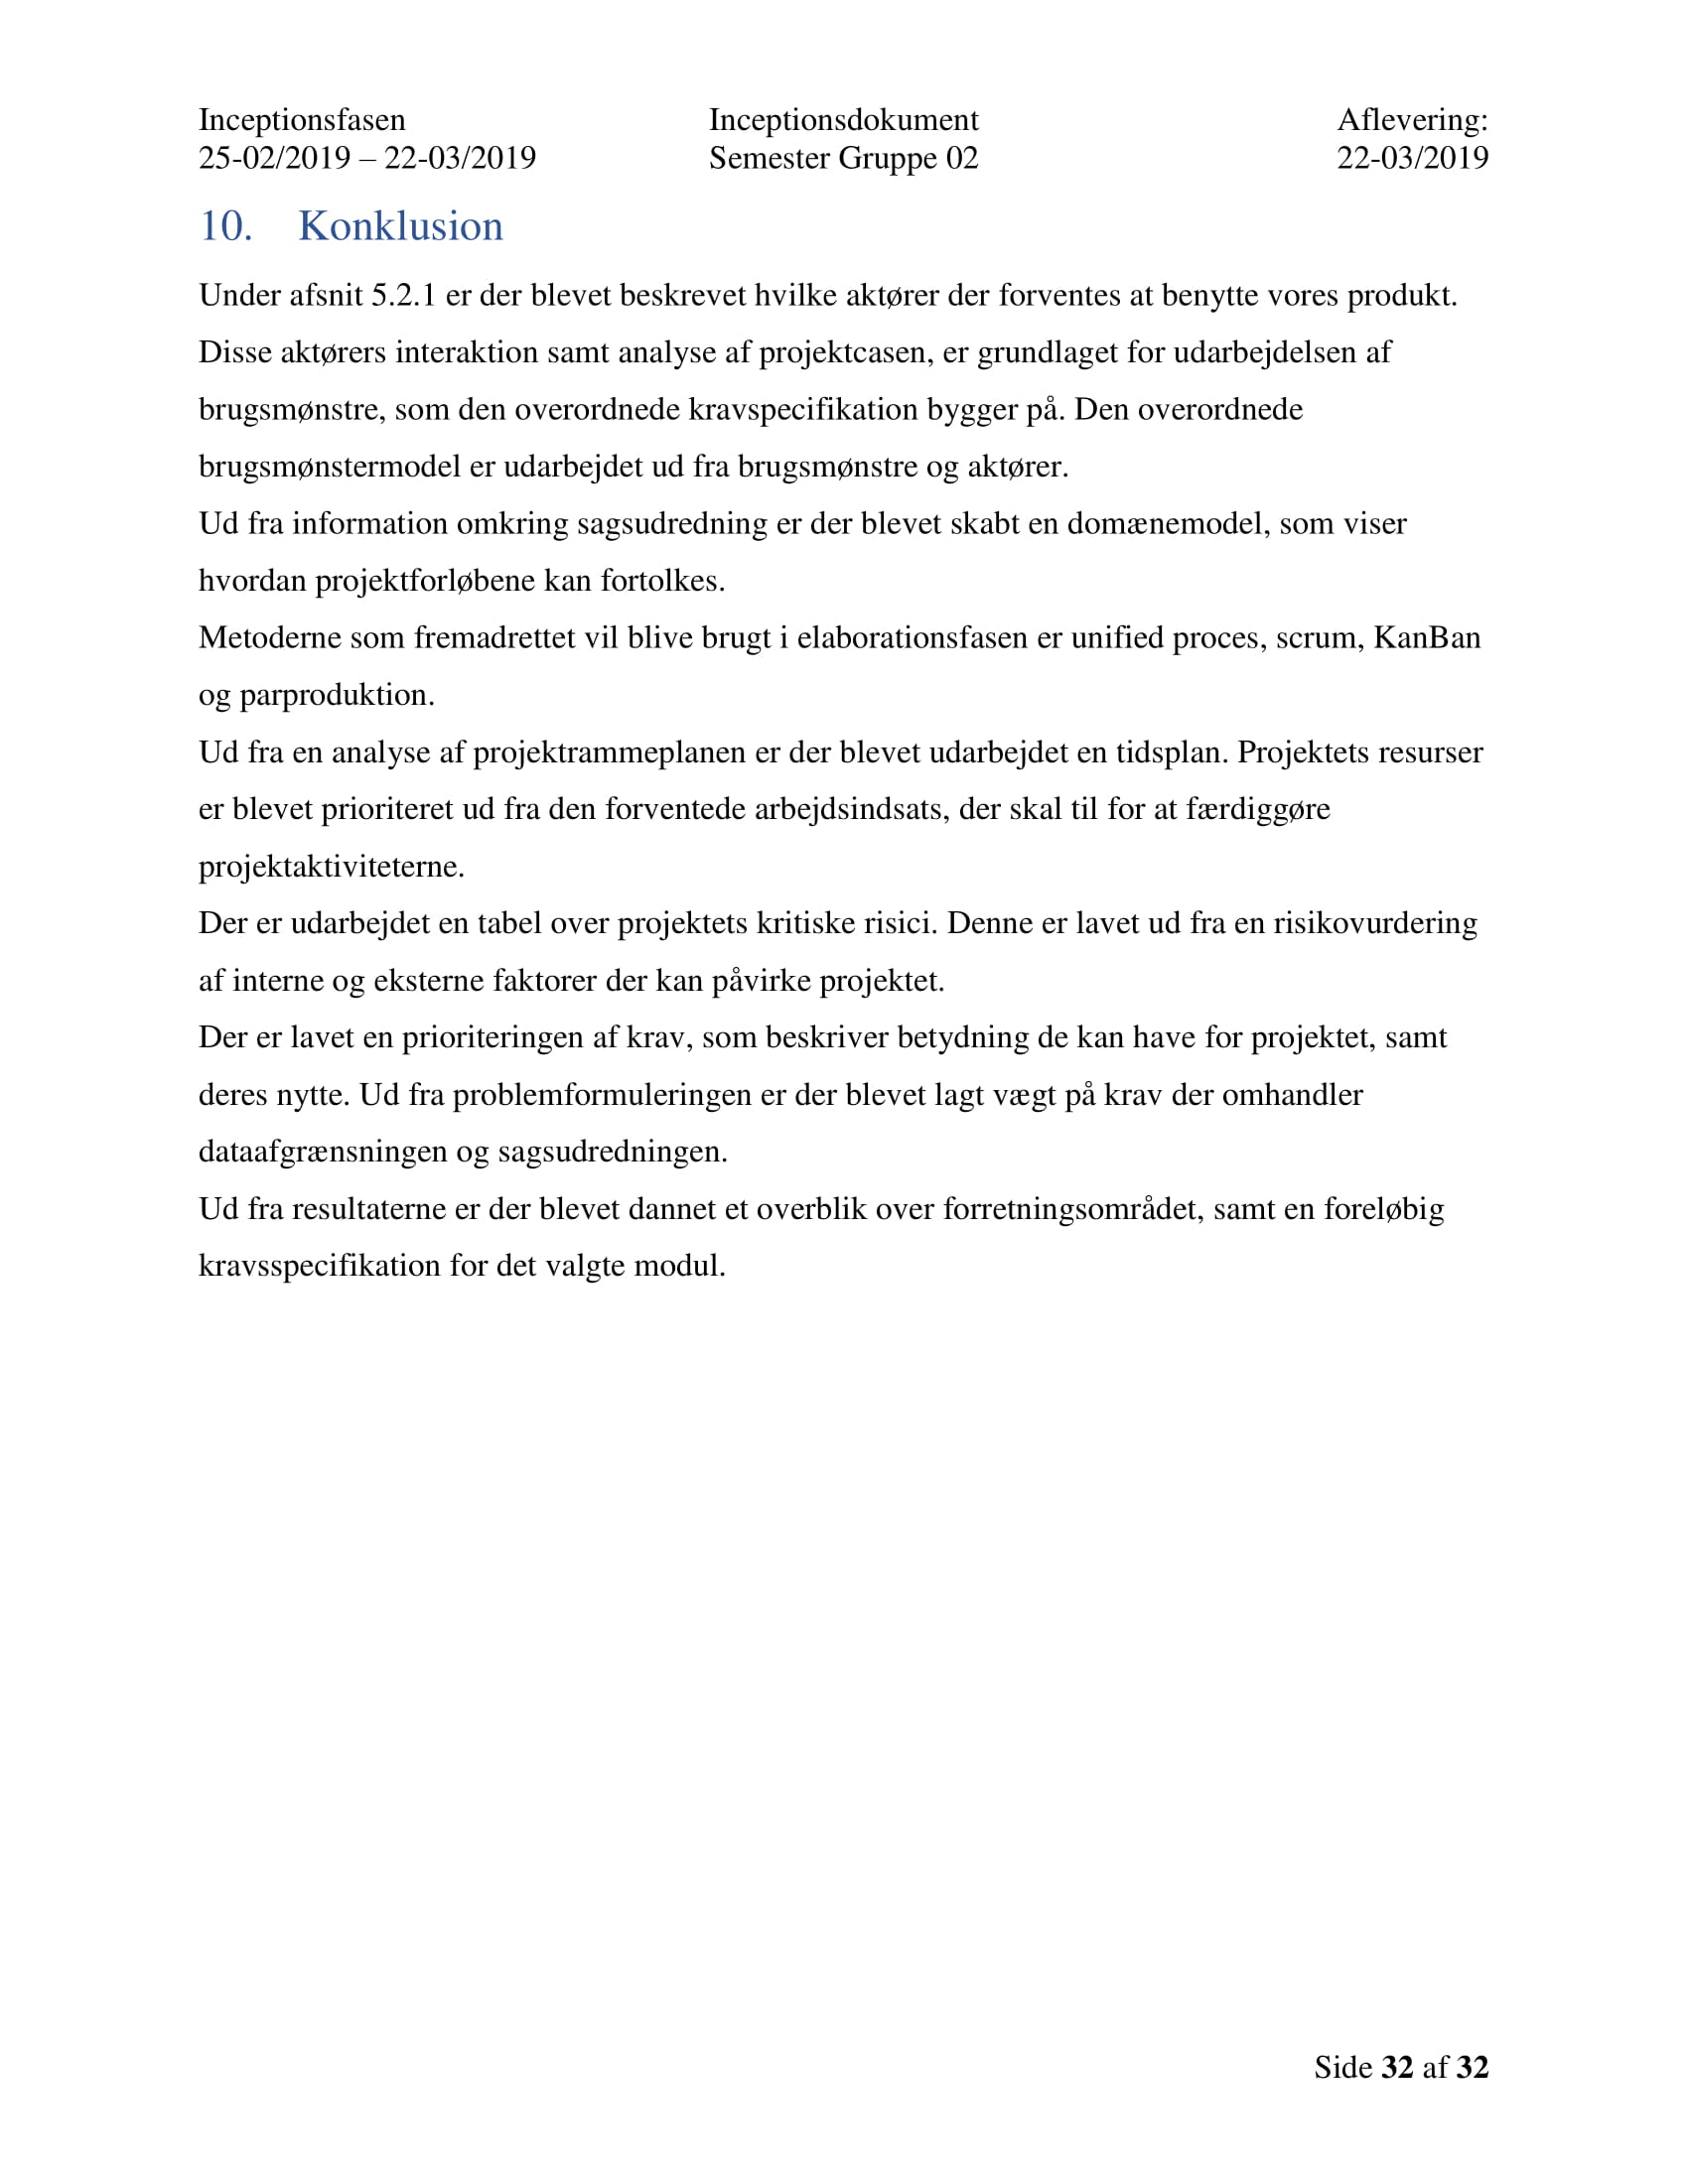 Inceptionsfasen Inceptionsdokument Aflevering:
25-02/2019 – 22-03/2019 Semester Gruppe 02 22-03/2019
10. Konklusion
Under afsnit 5.2.1 er der blevet beskrevet hvilke aktører der forventes at benytte vores produkt.
Disse aktørers interaktion samt analyse af projektcasen, er grundlaget for udarbejdelsen af
brugsmønstre, som den overordnede kravspecifikation bygger på. Den overordnede
brugsmønstermodel er udarbejdet ud fra brugsmønstre og aktører.
Ud fra information omkring sagsudredning er der blevet skabt en domænemodel, som viser
hvordan projektforløbene kan fortolkes.
Metoderne som fremadrettet vil blive brugt i elaborationsfasen er unified proces, scrum, KanBan
og parproduktion.
Ud fra en analyse af projektrammeplanen er der blevet udarbejdet en tidsplan. Projektets resurser
er blevet prioriteret ud fra den forventede arbejdsindsats, der skal til for at færdiggøre
projektaktiviteterne.
Der er udarbejdet en tabel over projektets kritiske risici. Denne er lavet ud fra en risikovurdering
af interne og eksterne faktorer der kan påvirke projektet.
Der er lavet en prioriteringen af krav, som beskriver betydning de kan have for projektet, samt
deres nytte. Ud fra problemformuleringen er der blevet lagt vægt på krav der omhandler
dataafgrænsningen og sagsudredningen.
Ud fra resultaterne er der blevet dannet et overblik over forretningsområdet, samt en foreløbig
kravsspecifikation for det valgte modul.
Side 32 af 32